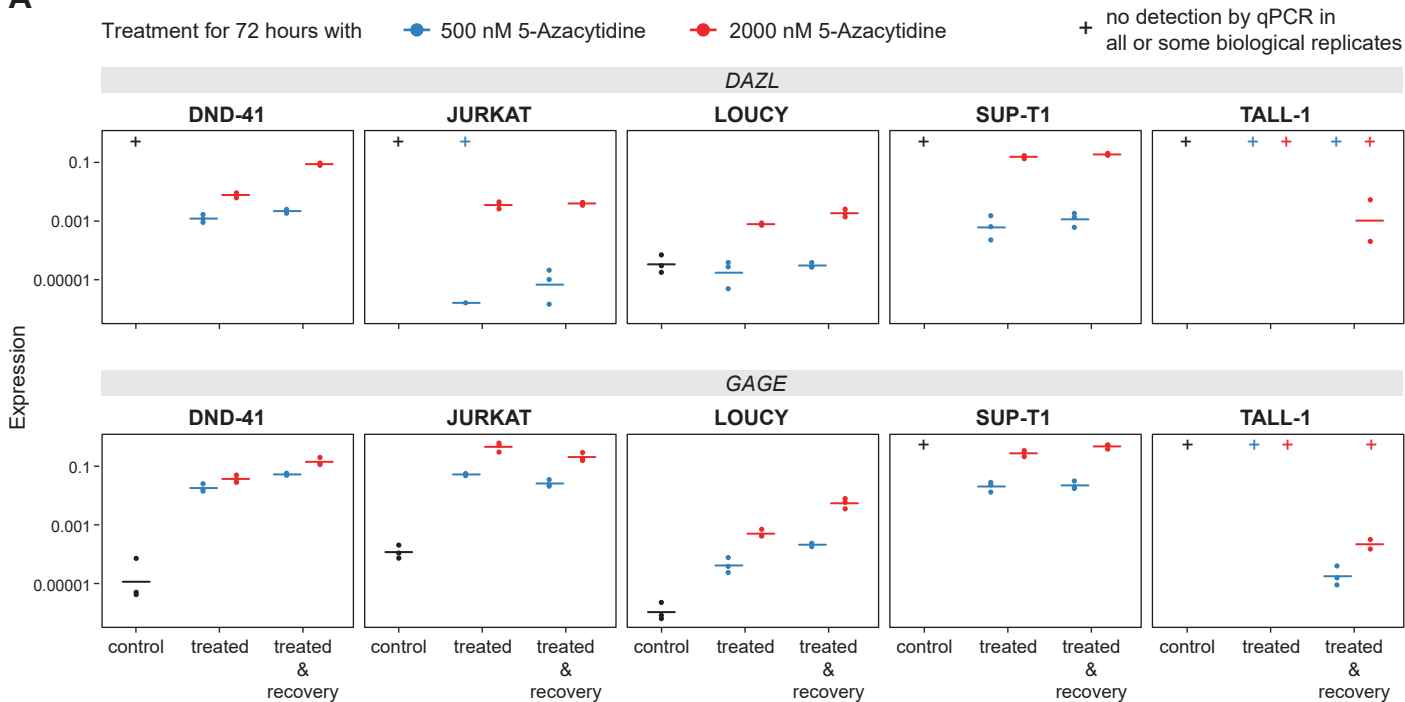 A
Treatment for 72 hours with 500 nM 5-Azacytidine 2000 nM 5-Azacytidine + no detection by qPCR in
all or some biological replicates
DAZL
DND-41 JURKAT LOUCY SUP-T1 TALL-1
0.1
0.001
0.00001
Expression
GAGE
DND-41 JURKAT LOUCY SUP-T1 TALL-1
0.1
0.001
0.00001
control treated treated control treated treated control treated treated control treated treated control treated treated
& & & & &
recovery recovery recovery recovery recovery